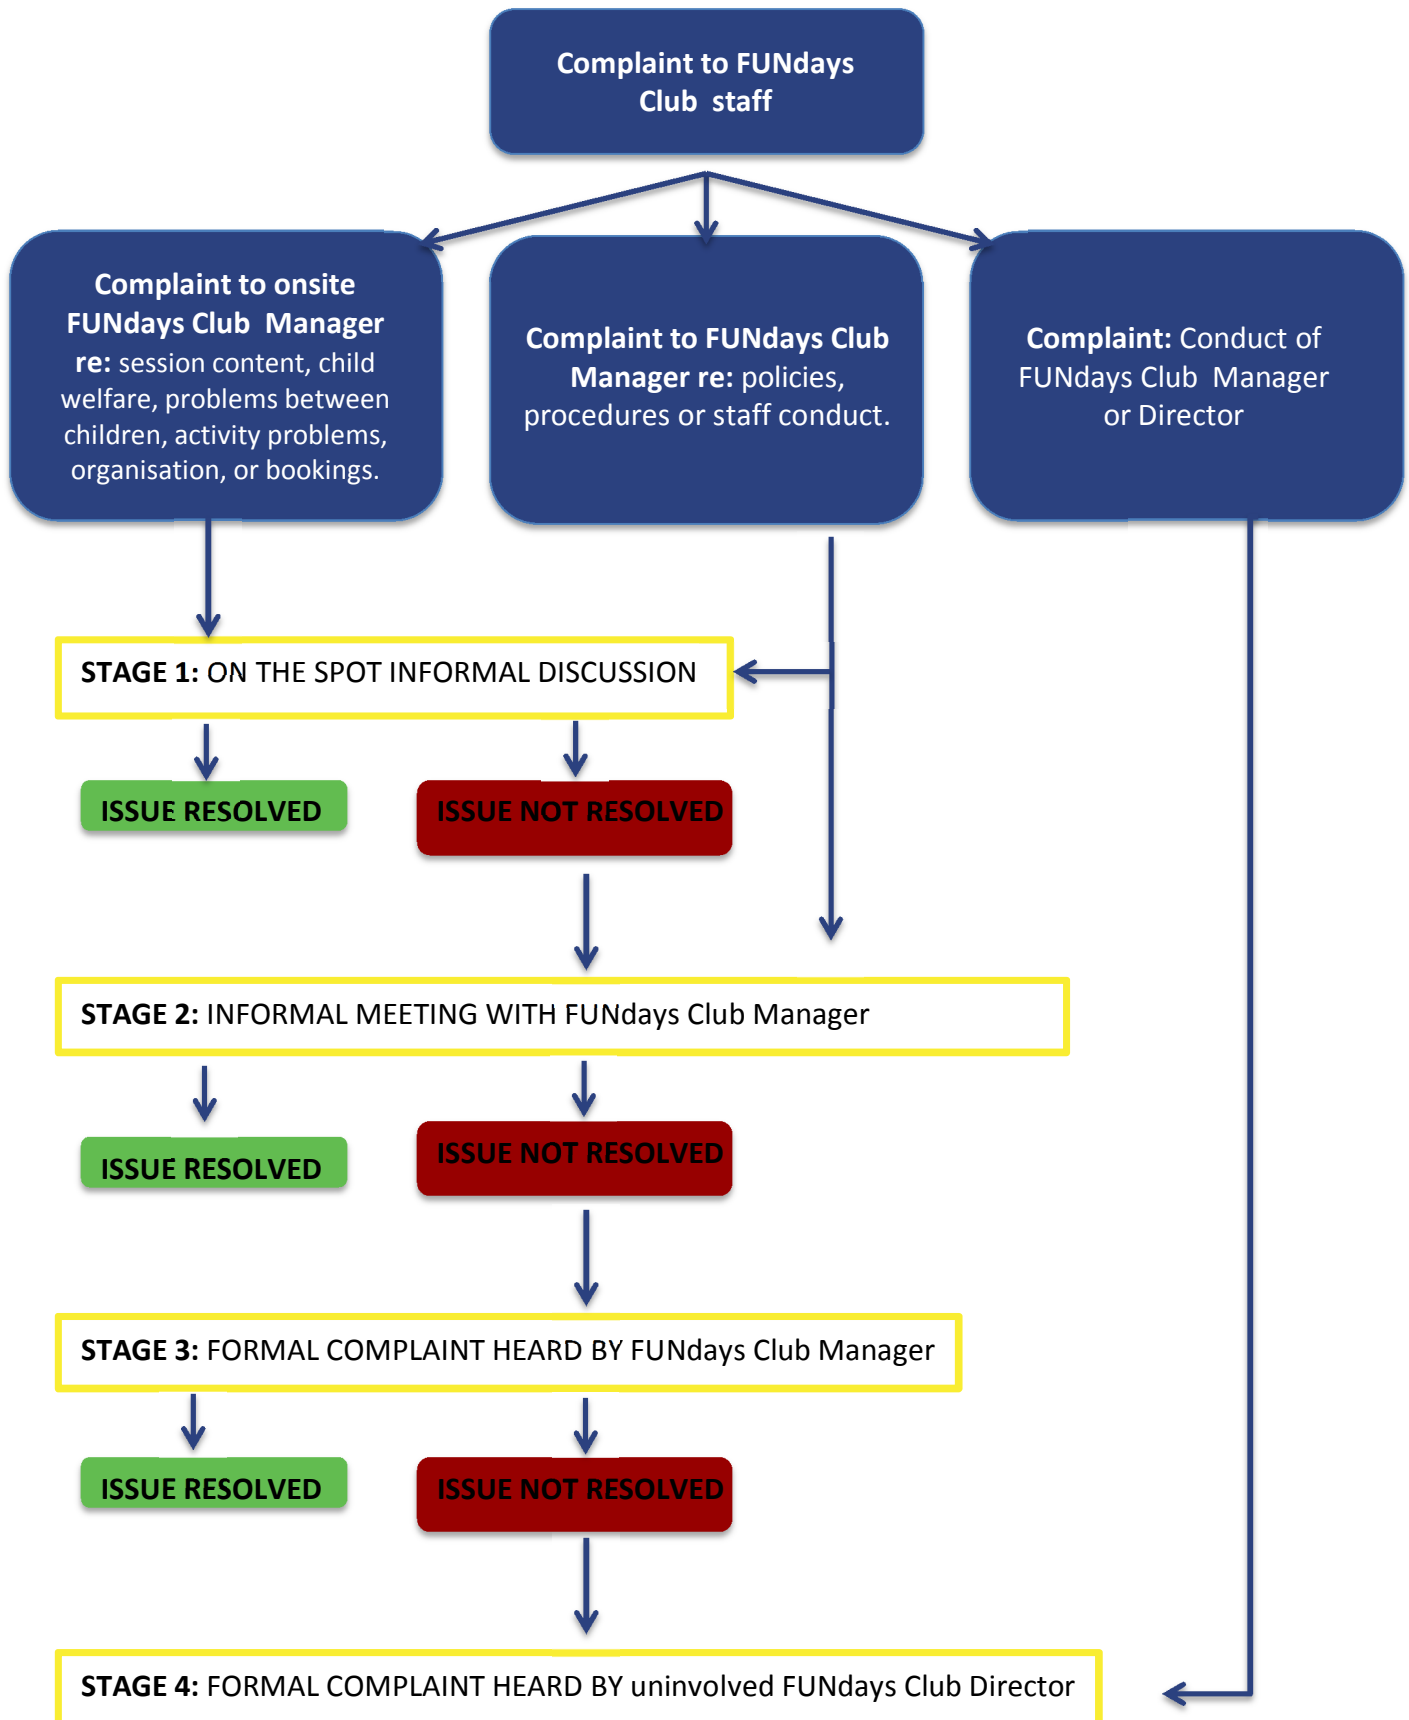 Complaint to FUNdays
Club staff
Complaint to onsite
FUNdays Club Manager
re: session content, child
welfare, problems between
children, activity problems,
organisation, or bookings.
Complaint to FUNdays Club
Manager re: policies,
procedures or staff conduct.
Complaint: Conduct of
FUNdays Club Manager
or Director
STAGE 1: ON THE SPOT INFORMAL DISCUSSION
ISSUE RESOLVED
ISSUE NOT RESOLVED
STAGE 2: INFORMAL MEETING WITH FUNdays Club Manager
ISSUE RESOLVED
ISSUE NOT RESOLVED
STAGE 3: FORMAL COMPLAINT HEARD BY FUNdays Club Manager
ISSUE RESOLVED
ISSUE NOT RESOLVED
STAGE 4: FORMAL COMPLAINT HEARD BY uninvolved FUNdays Club Director